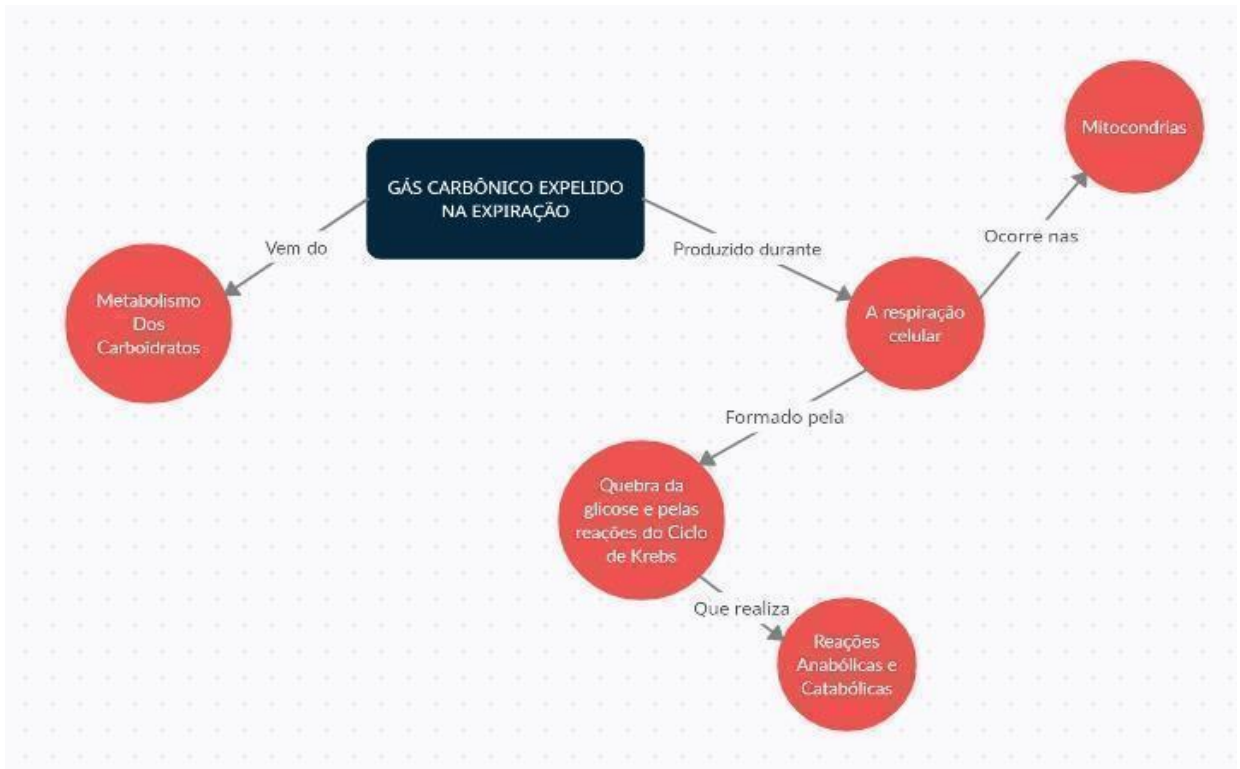 Mitocondrias
GÁS CARBÔNICO EXPELIDO
NA EXPIRAÇÃO
Vem do
Produzido durante
Ocorre nas
Metabolismo
Dos
Carboidratos
A respiração
celular
Formado pela
Quebra da
glicose e pelas
reações do Ciclo
de Krebs
Que realiza
Reações
Anabólicas e
Catabólicas